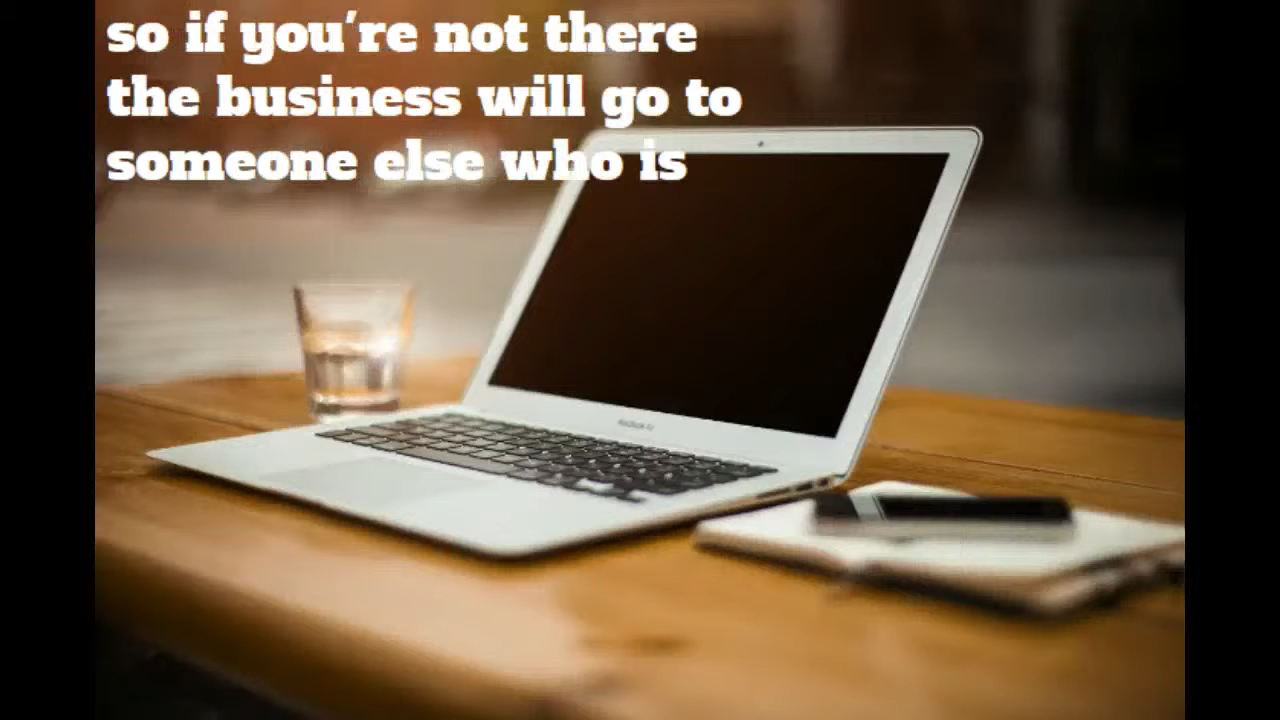 so if you're not there
the business will go to
someone else who is